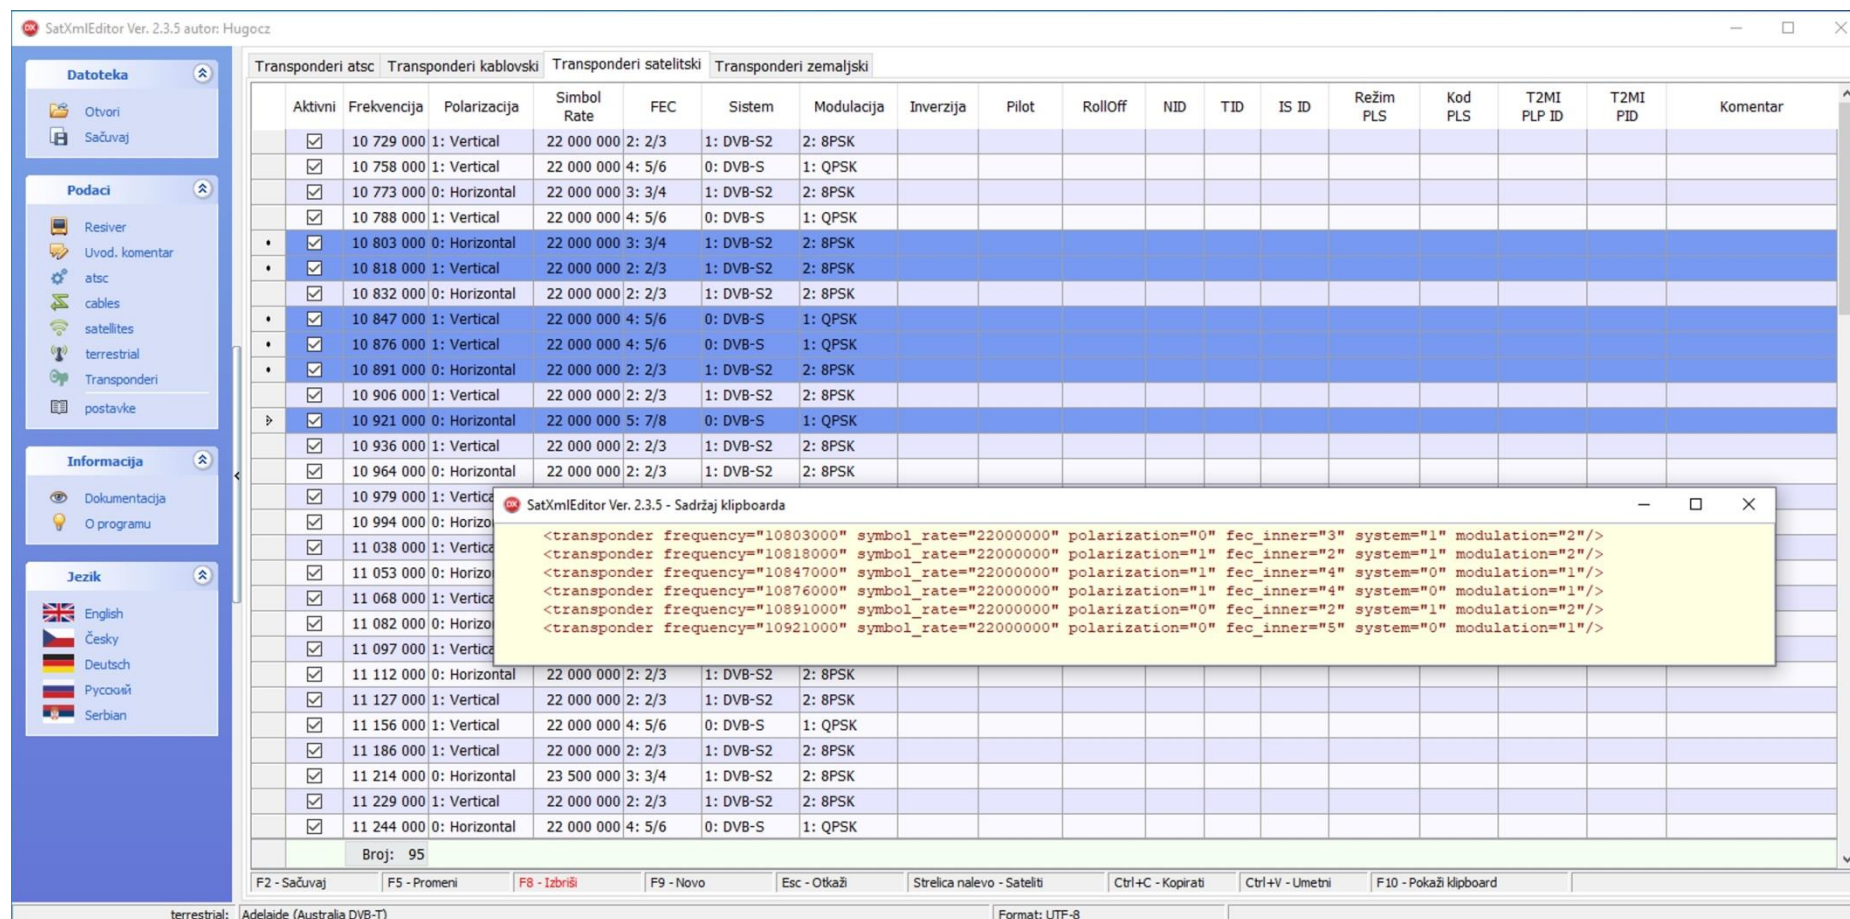 SatXmlEditor Ver. 2.3.5 autor: Hugocz
Datoteka
Otvori
Sačuvaj
Podaci
Resiver
Uvod. komentar
atsc
cables
satellites
terrestrial
Transponderi
postavke
Informacija
Dokumentacija
O programu
Jezik
English
Česky
Deutsch
Русский
Serbian
Transponderi atsc Transponderi kablovski Transponderi satelitski Transponderi zemaljski
Aktivni Frekvencija Polarizacija Simbol Rate FEC Sistem Modulacija Inverzija Pilot RollOff NID TID IS ID Režim PLS Kod PLS T2MI PLP ID T2MI PID Komentar
10 729 000 1: Vertical 22 000 000 2: 2/3 1: DVB-S2 2: 8PSK
10 758 000 1: Vertical 22 000 000 4: 5/6 0: DVB-S 1: QPSK
10 773 000 0: Horizontal 22 000 000 3: 3/4 1: DVB-S2 2: 8PSK
10 788 000 1: Vertical 22 000 000 4: 5/6 0: DVB-S 1: QPSK
10 803 000 0: Horizontal 22 000 000 3: 3/4 1: DVB-S2 2: 8PSK
10 818 000 1: Vertical 22 000 000 2: 2/3 1: DVB-S2 2: 8PSK
10 832 000 0: Horizontal 22 000 000 2: 2/3 1: DVB-S2 2: 8PSK
10 847 000 1: Vertical 22 000 000 4: 5/6 0: DVB-S 1: QPSK
10 876 000 1: Vertical 22 000 000 4: 5/6 0: DVB-S 1: QPSK
10 891 000 0: Horizontal 22 000 000 2: 2/3 1: DVB-S2 2: 8PSK
10 906 000 1: Vertical 22 000 000 2: 2/3 1: DVB-S2 2: 8PSK
10 921 000 0: Horizontal 22 000 000 5: 7/8 0: DVB-S 1: QPSK
10 936 000 1: Vertical 22 000 000 2: 2/3 1: DVB-S2 2: 8PSK
10 964 000 0: Horizontal 22 000 000 2: 2/3 1: DVB-S2 2: 8PSK
10 979 000 1: Vertica
10 994 000 0: Horizo
11 038 000 1: Vertica
11 053 000 0: Horizo
11 068 000 1: Vertica
11 082 000 0: Horizo
11 097 000 1: Vertica
SatXmlEditor Ver. 2.3.5 - Sadržaj klipboarda
<transponder frequency="10803000" symbol_rate="22000000" polarization="0" fec_inner="3" system="1" modulation="2"/>
<transponder frequency="10818000" symbol_rate="22000000" polarization="1" fec_inner="2" system="1" modulation="2"/>
<transponder frequency="10847000" symbol_rate="22000000" polarization="1" fec_inner="4" system="0" modulation="1"/>
<transponder frequency="10876000" symbol_rate="22000000" polarization="1" fec_inner="4" system="0" modulation="1"/>
<transponder frequency="10891000" symbol_rate="22000000" polarization="0" fec_inner="2" system="1" modulation="2"/>
<transponder frequency="10921000" symbol_rate="22000000" polarization="0" fec_inner="5" system="0" modulation="1"/>
11 112 000 0: Horizontal 22 000 000 2: 2/3 1: DVB-S2 2: 8PSK
11 127 000 1: Vertical 22 000 000 2: 2/3 1: DVB-S2 2: 8PSK
11 156 000 1: Vertical 22 000 000 4: 5/6 0: DVB-S 1: QPSK
11 186 000 1: Vertical 22 000 000 2: 2/3 1: DVB-S2 2: 8PSK
11 214 000 0: Horizontal 23 500 000 3: 3/4 1: DVB-S2 2: 8PSK
11 229 000 1: Vertical 22 000 000 2: 2/3 1: DVB-S2 2: 8PSK
11 244 000 0: Horizontal 22 000 000 4: 5/6 0: DVB-S 1: QPSK
Broj: 95
F2 - Sačuvaj F5 - Promeni F8 - Izbriši F9 - Novo Esc - Otkaži Strelica nalevo - Sateliti Ctrl+C - Kopirati Ctrl+V - Umetni F10 - Pokaži klipboard
terrestrial: Adelaide (Australia DVB-T) Format: UTF-8